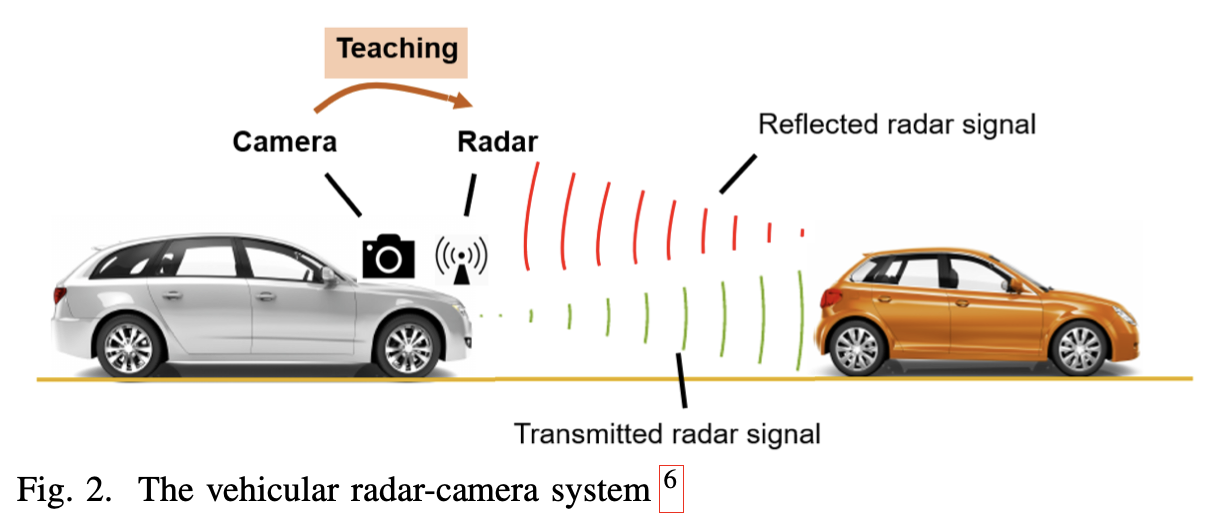 Teaching
Camera
Radar
Reflected radar signal
Transmitted radar signal
Fig. 2. The vehicular radar-camera system 6